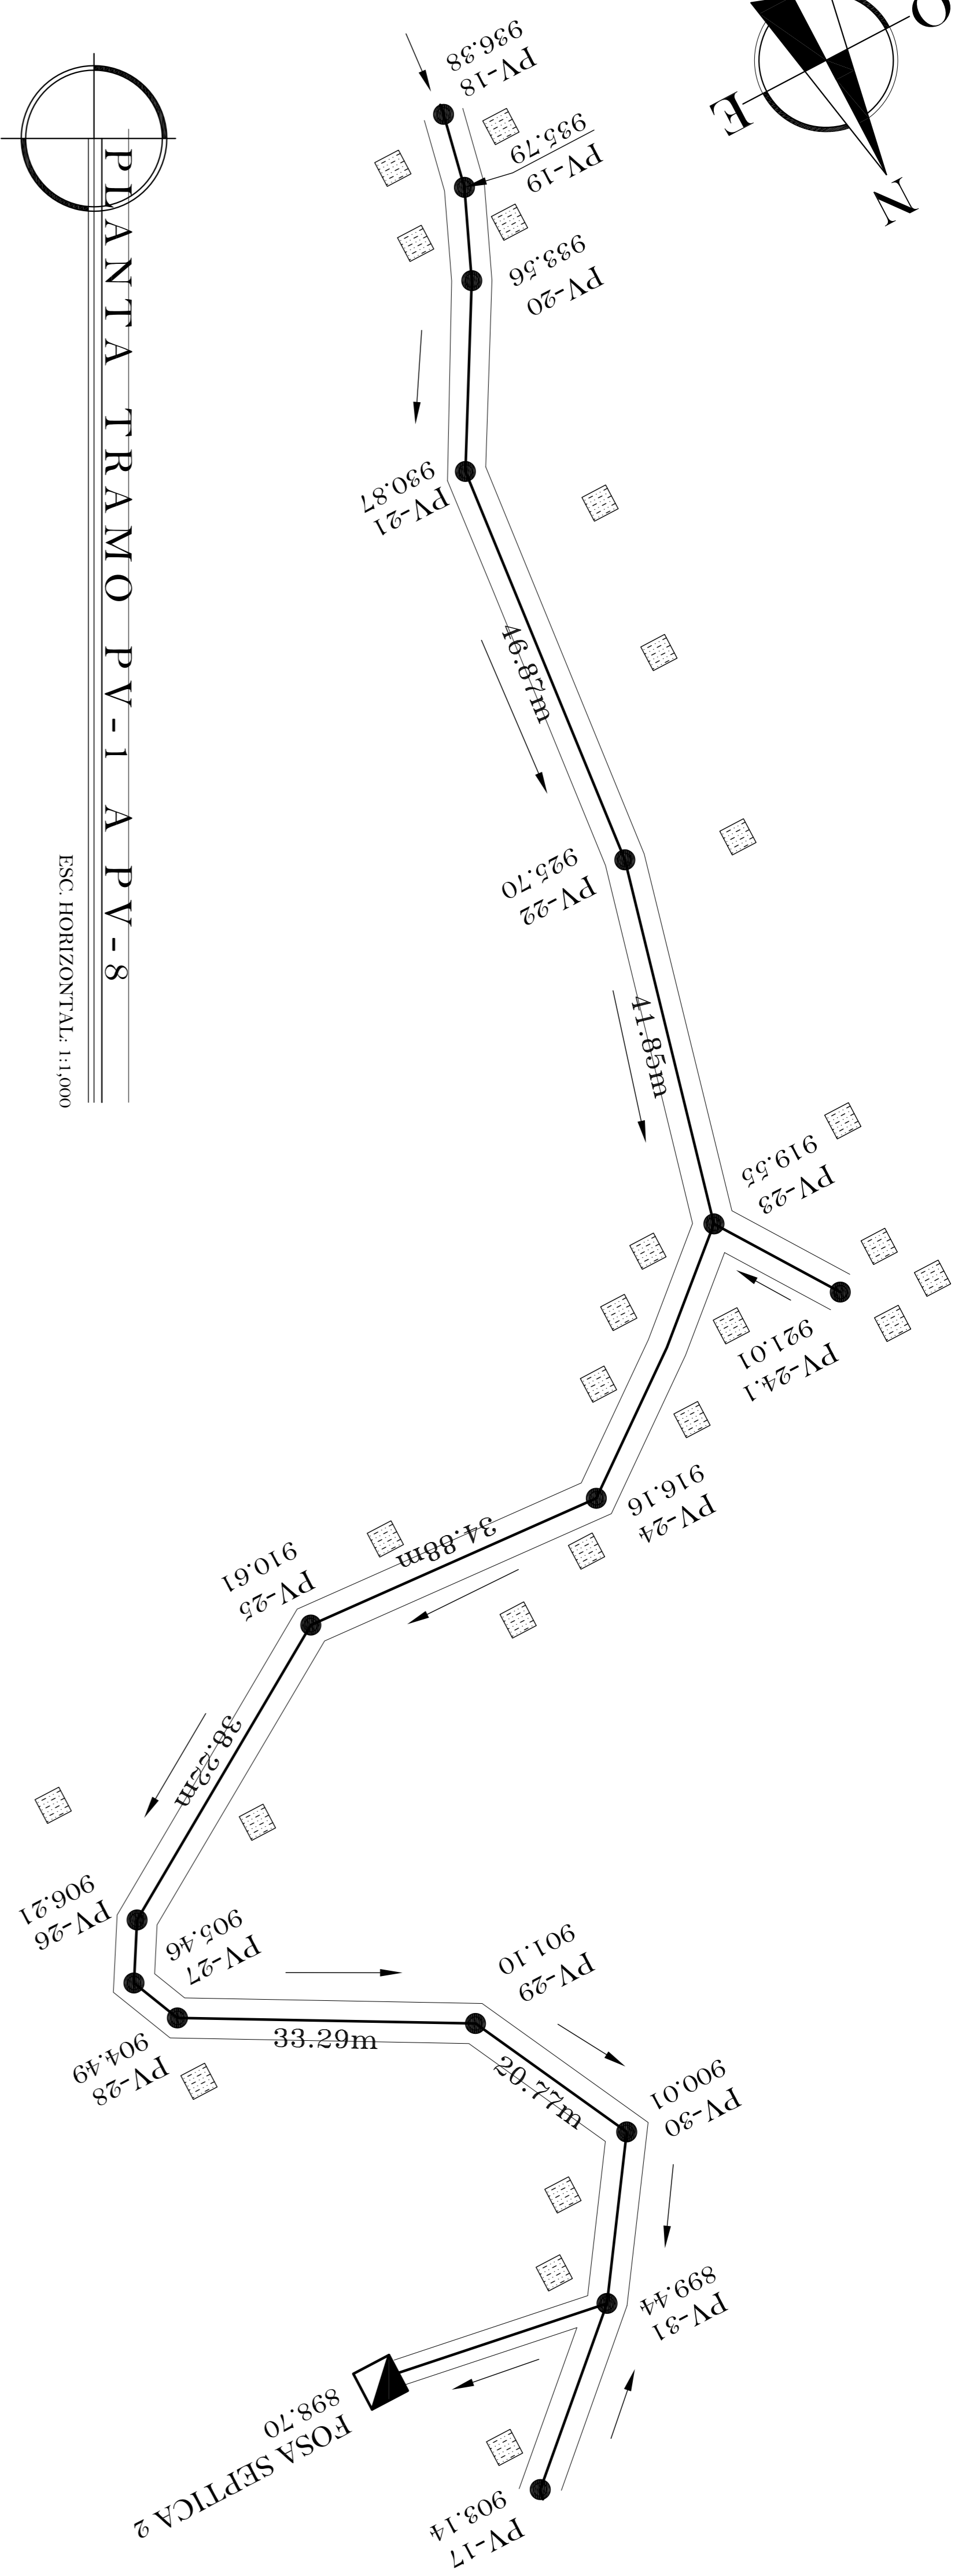 PLANTA TRAMO PV-1 A PV-8
ESC. HORIZONTAL: 1:1,000
O
E
N
PV-18
936.38
PV-19
935.79
PV-20
933.56
PV-21
930.87
46.87m
PV-22
925.70
41.85m
PV-23
919.55
PV-24.1
921.01
PV-24
916.16
34.88m
PV-25
910.61
38.22m
PV-26
906.21
PV-27
905.46
PV-28
904.49
33.29m
PV-29
901.10
20.77m
PV-30
900.01
PV-31
899.44
FOSA SEPTICA 2
898.70
PV-17
903.14